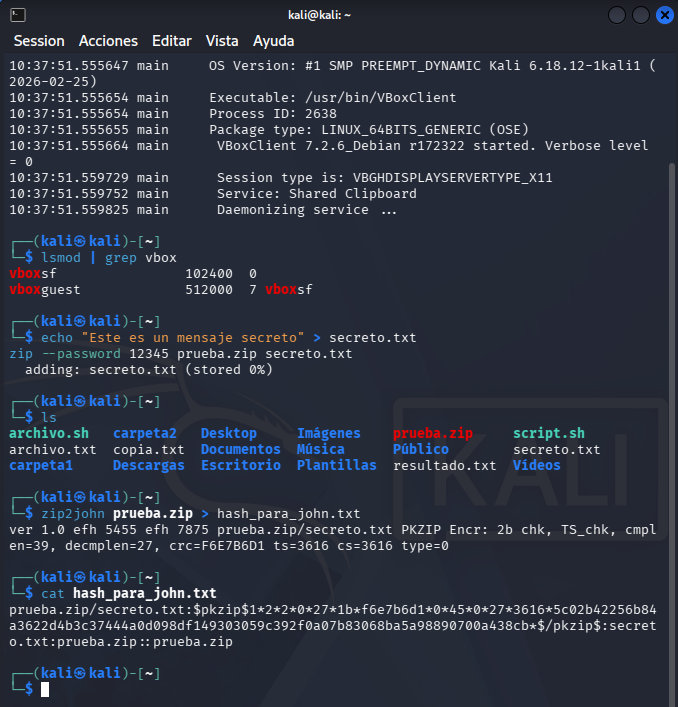 kali@kali: ~
Session Acciones Editar Vista Ayuda
10:37:51.555647 main     OS Version: #1 SMP PREEMPT_DYNAMIC Kali 6.18.12-1kali1 (
2026-02-25)
10:37:51.555654 main     Executable: /usr/bin/VBoxClient
10:37:51.555654 main     Process ID: 2638
10:37:51.555655 main     Package type: LINUX_64BITS_GENERIC (OSE)
10:37:51.555664 main      VBoxClient 7.2.6_Debian r172322 started. Verbose level
= 0
10:37:51.559729 main      Session type is: VBGHDISPLAYSERVERTYPE_X11
10:37:51.559752 main      Service: Shared Clipboard
10:37:51.559825 main      Daemonizing service ...
┌──(kali㉿kali)-[~]
└─$ lsmod | grep vbox
vboxsf                102400  0
vboxguest             512000  7 vboxsf
┌──(kali㉿kali)-[~]
└─$ echo "Este es un mensaje secreto" > secreto.txt
zip --password 12345 prueba.zip secreto.txt
  adding: secreto.txt (stored 0%)
┌──(kali㉿kali)-[~]
└─$ ls
archivo.sh   carpeta2   Desktop     Imágenes    prueba.zip     script.sh
archivo.txt  copia.txt  Documentos  Música      Público        secreto.txt
carpeta1     Descargas  Escritorio  Plantillas  resultado.txt  Vídeos
┌──(kali㉿kali)-[~]
└─$ zip2john prueba.zip > hash_para_john.txt
ver 1.0 efh 5455 efh 7875 prueba.zip/secreto.txt PKZIP Encr: 2b chk, TS_chk, cmpl
en=39, decmplen=27, crc=F6E7B6D1 ts=3616 cs=3616 type=0
┌──(kali㉿kali)-[~]
└─$ cat hash_para_john.txt
prueba.zip/secreto.txt:$pkzip$1*2*2*0*27*1b*f6e7b6d1*0*45*0*27*3616*5c02b42256b84
a3622d4b3c37444a0d098df149303059c392f0a07b83068ba5a98890700a438cb*$/pkzip$:secret
o.txt:prueba.zip::prueba.zip
┌──(kali㉿kali)-[~]
└─$
KALI